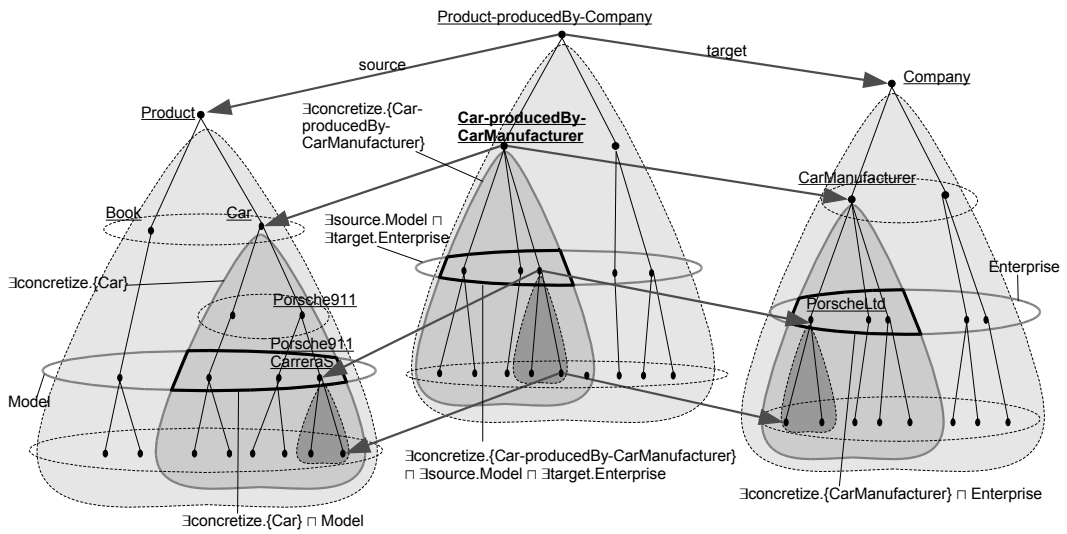 Product-producedBy-Company
source
target
Company
Product
∃concretize.{Car-
producedBy-
CarManufacturer}
Car-producedBy-
CarManufacturer
CarManufacturer
Book
Car
∃source.Model ⊓
∃target.Enterprise
Enterprise
∃concretize.{Car}
Porsche911
PorscheLtd
Porsche911
CarreraS
Model
∃concretize.{Car-producedBy-CarManufacturer}
⊓ ∃source.Model ⊓ ∃target.Enterprise
∃concretize.{CarManufacturer} ⊓ Enterprise
∃concretize.{Car} ⊓ Model